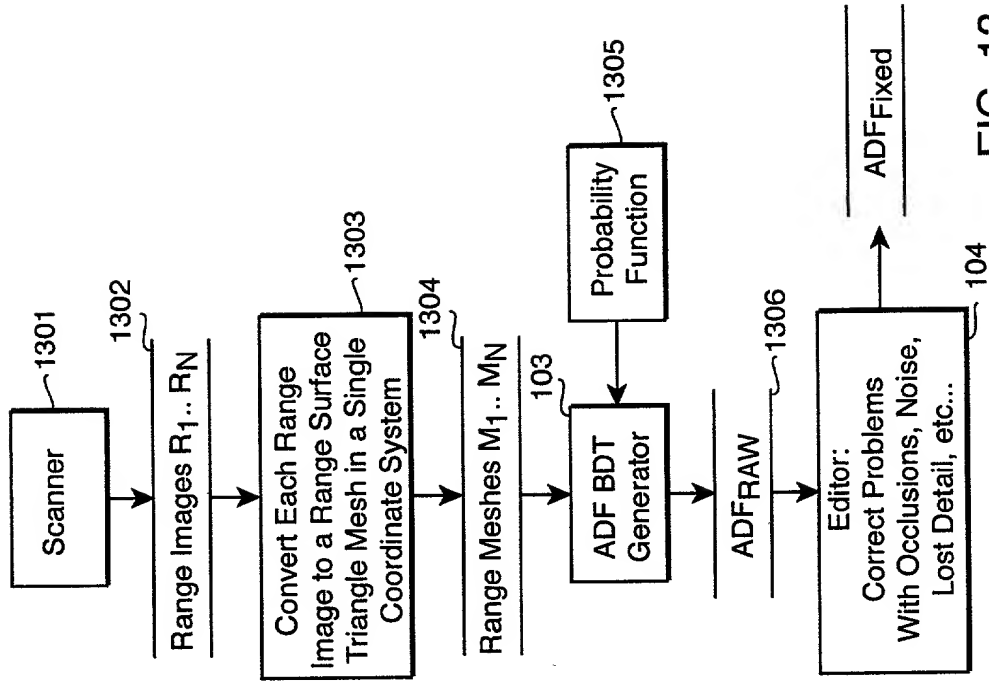 1301
Scanner
1302
Range Images R1.. RN
1303
Convert Each Range
Image to a Range Surface
Triangle Mesh in a Single
Coordinate System
1304
Range Meshes M1.. MN
103
ADF BDT
Generator
1305
Probability
Function
1306
ADFRAW
Editor:
Correct Problems
With Occlusions, Noise,
Lost Detail, etc...
104
ADFFixed
FIG.